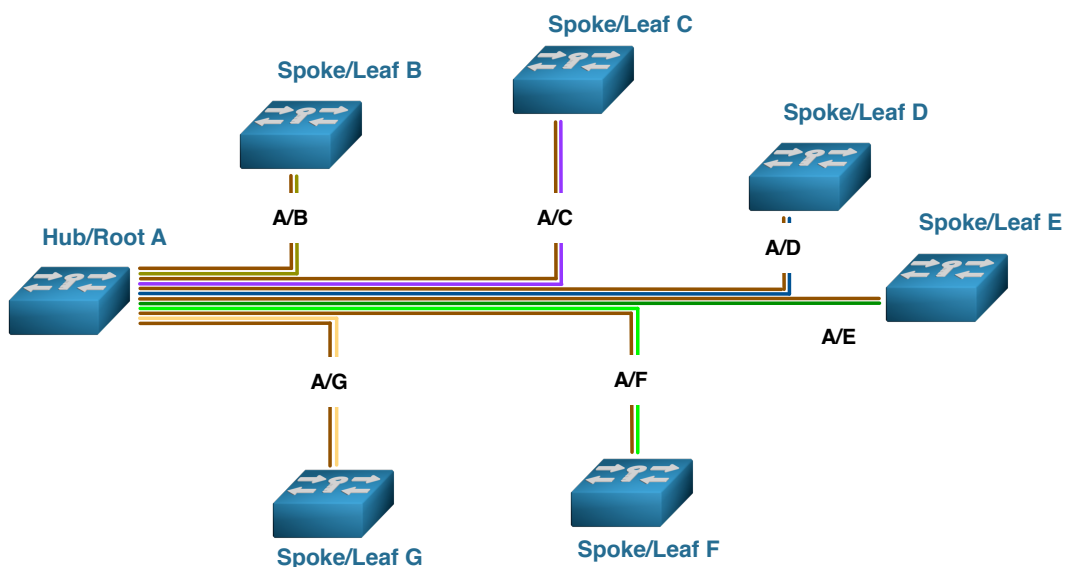 Spoke/Leaf C
Spoke/Leaf B
Spoke/Leaf D
A/B
A/C
Hub/Root A
Spoke/Leaf E
A/D
A/E
A/G
A/F
Spoke/Leaf G
Spoke/Leaf F